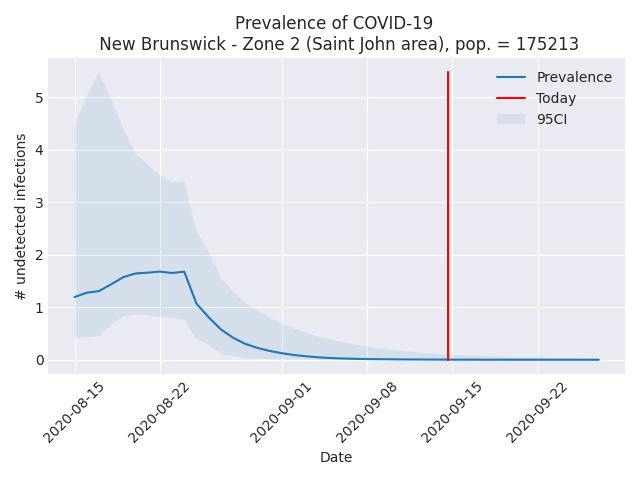 Prevalence of COVID-19
New Brunswick - Zone 2 (Saint John area), pop. = 175213
Prevalence
Today
95CI
# undetected infections
5
4
3
2
1
0
2020-08-15
2020-08-22
2020-09-01
2020-09-08
2020-09-15
2020-09-22
Date